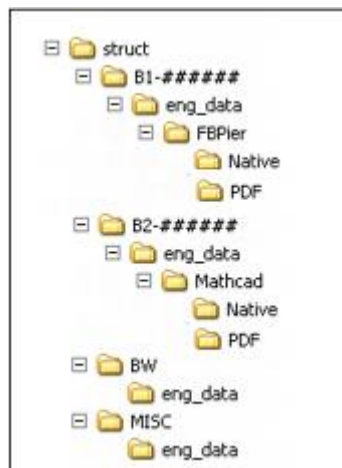 struct
B1-######
eng_data
FBPier
Native
PDF
B2-######
eng_data
Mathcad
Native
PDF
BW
eng_data
MISC
eng_data